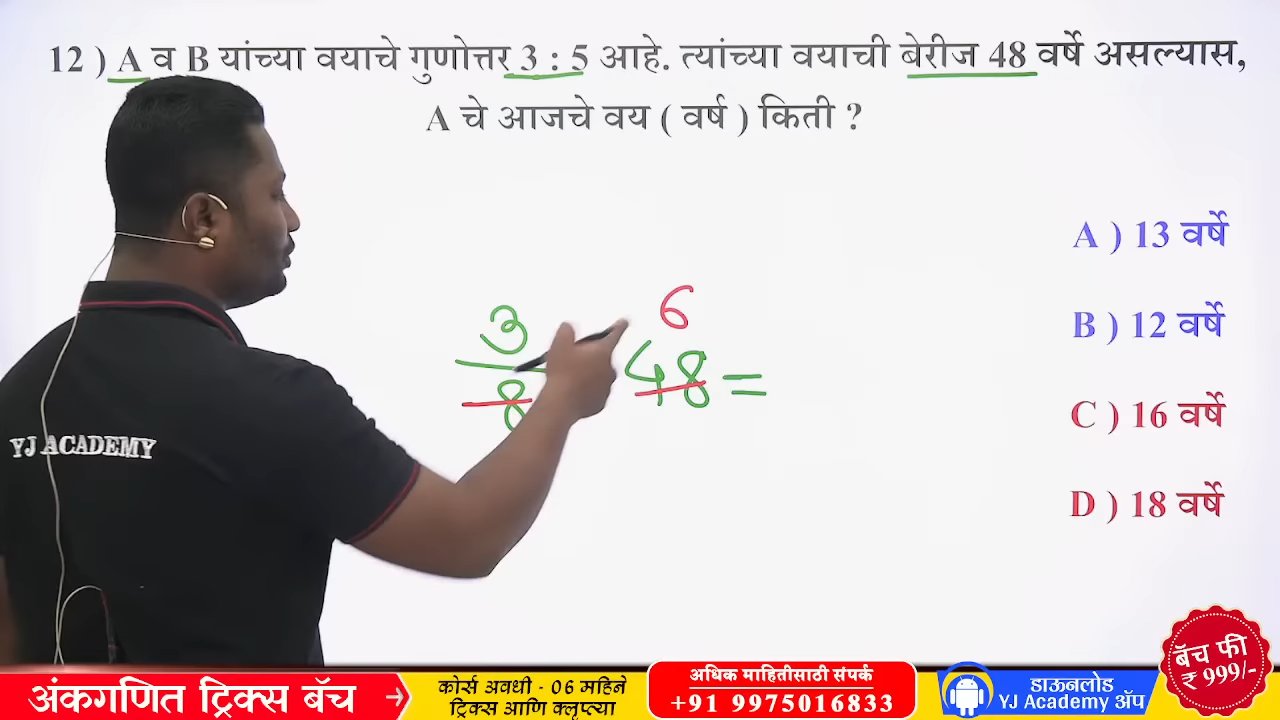 12 ) A व B यांच्या वयाचे गुणोत्तर 3 : 5 आहे. त्यांच्या वयाची बेरीज 48 वर्षे असल्यास,
A चे आजचे वय ( वर्ष ) किती ?
A ) 13 वर्षे
B ) 12 वर्षे
C ) 16 वर्षे
D ) 18 वर्षे
3
6
8
48 =
YJ ACADEMY
अंकगणित ट्रिक्स बॅच
कोर्स अवधी - 06 महिने
ट्रिक्स आणि क्लृप्त्या
अधिक माहितीसाठी संपर्क
+91 9975016833
डाऊनलोड
YJ Academy ॲप
बॅच फी
₹ 999/-